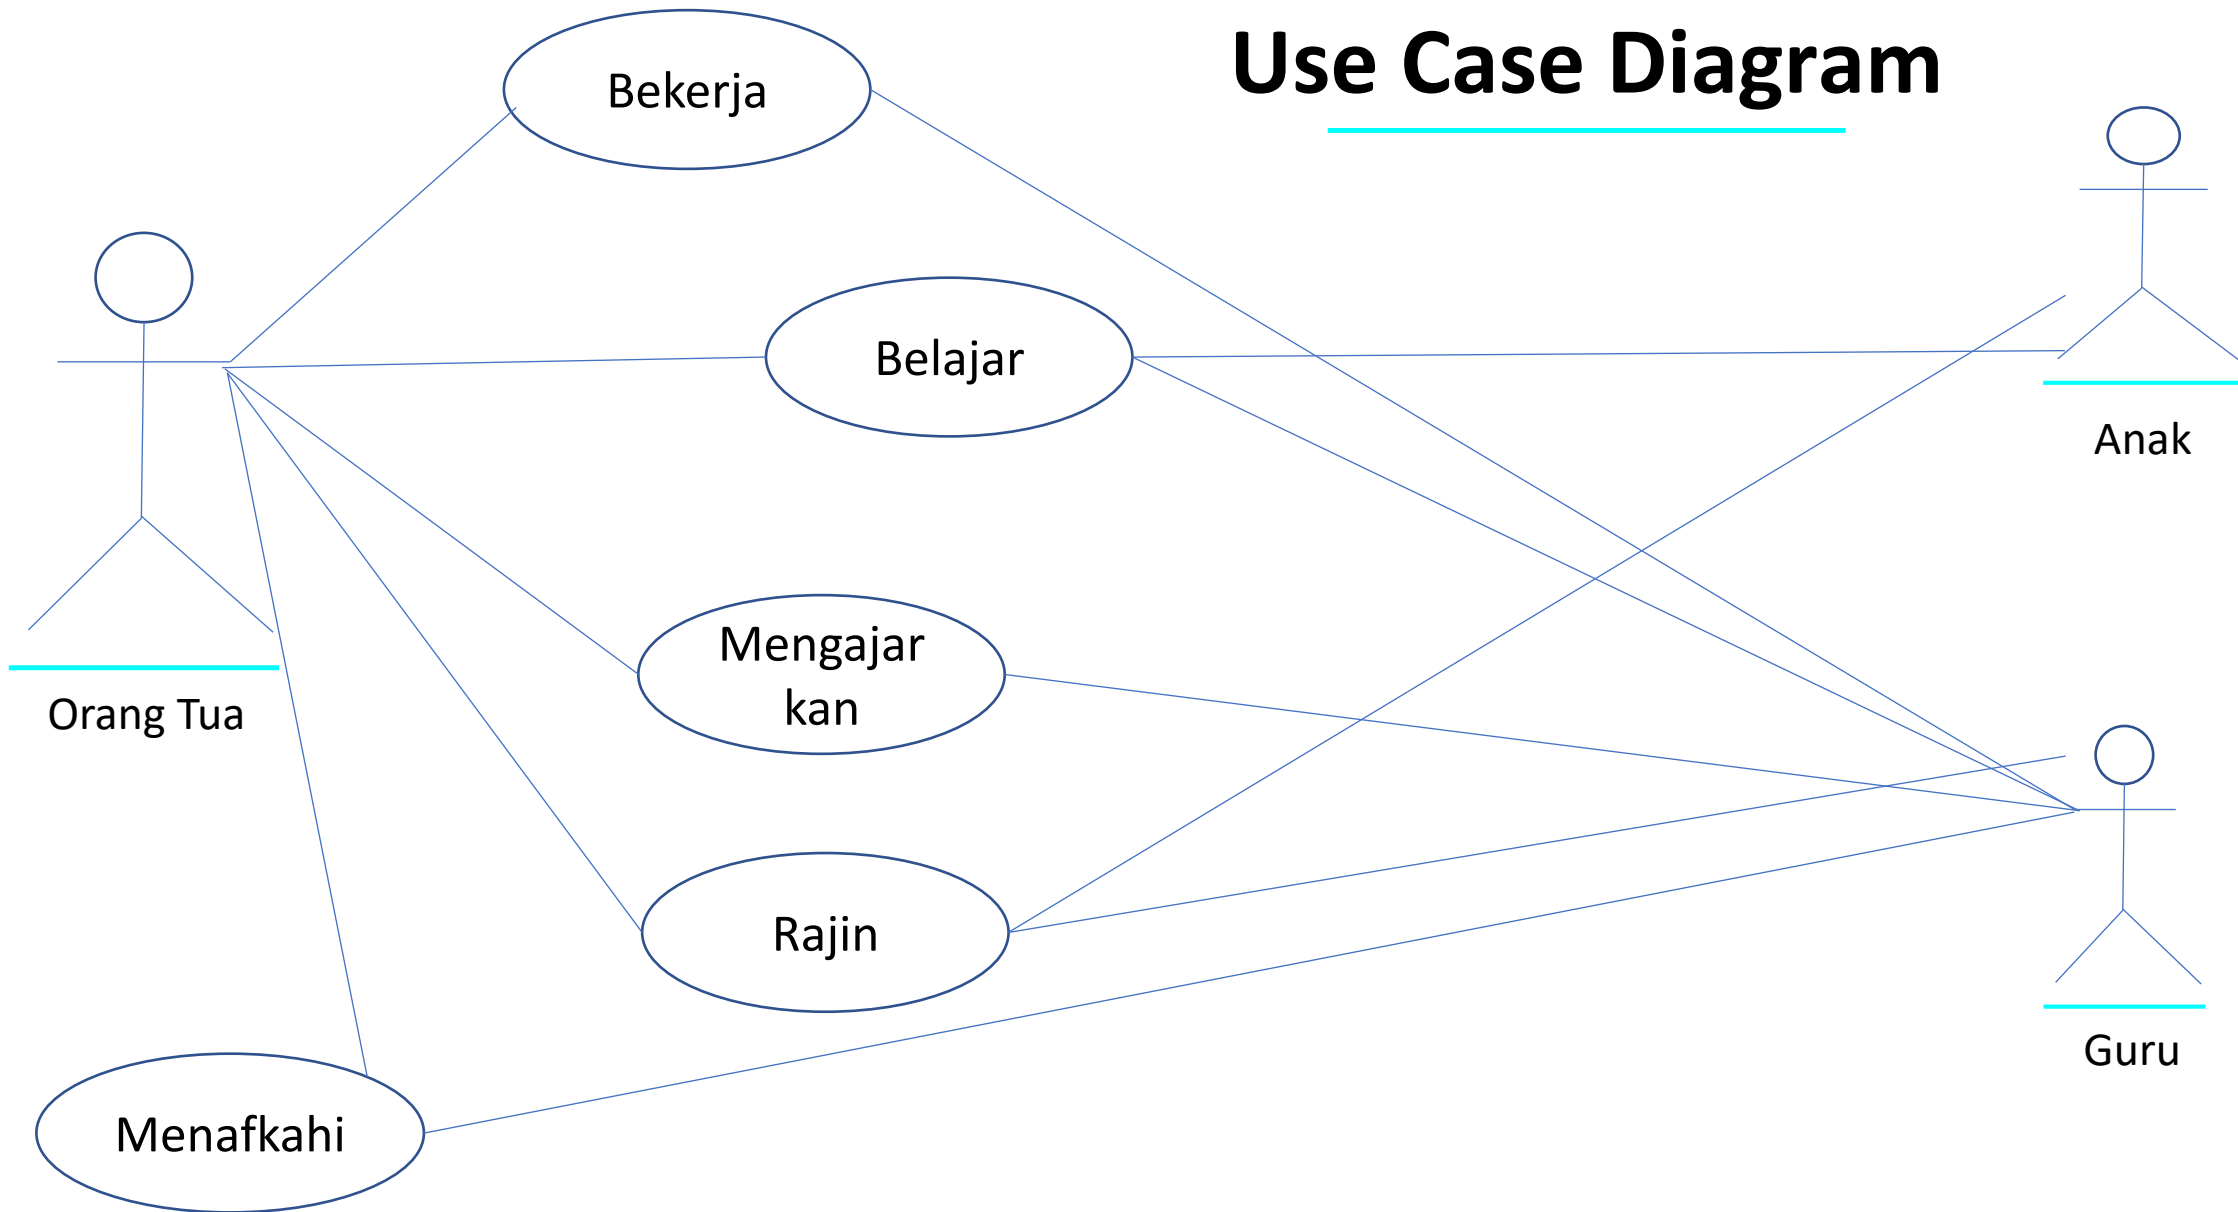 Use Case Diagram
Bekerja
Belajar
Anak
Mengajar
kan
Orang Tua
Rajin
Guru
Menafkahi